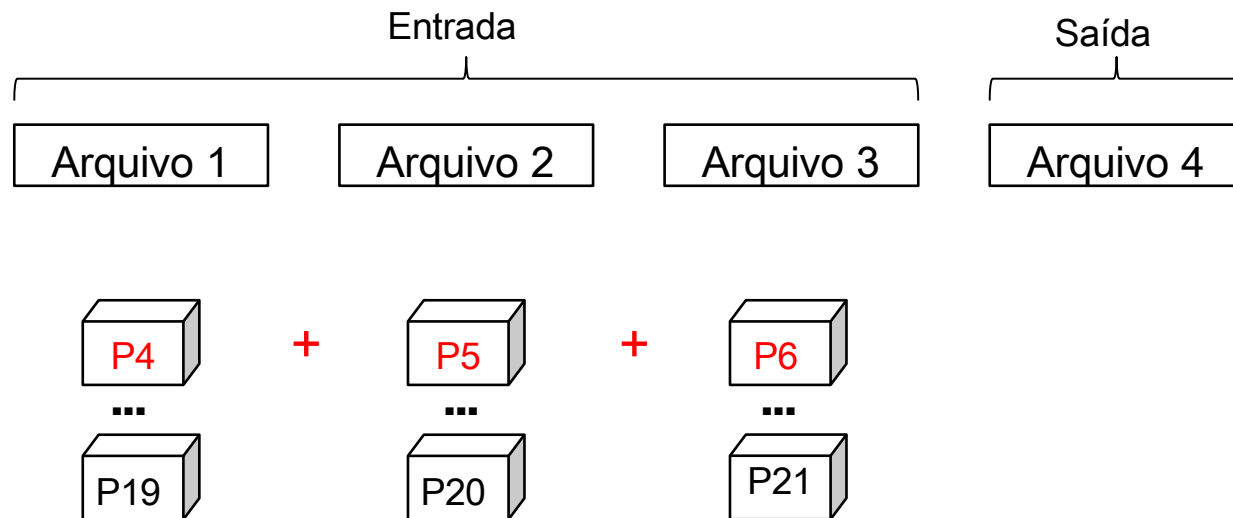 Entrada
Saída
Arquivo 1 Arquivo 2 Arquivo 3 Arquivo 4
P4 + P5 + P6
... ... ...
P19 P20 P21